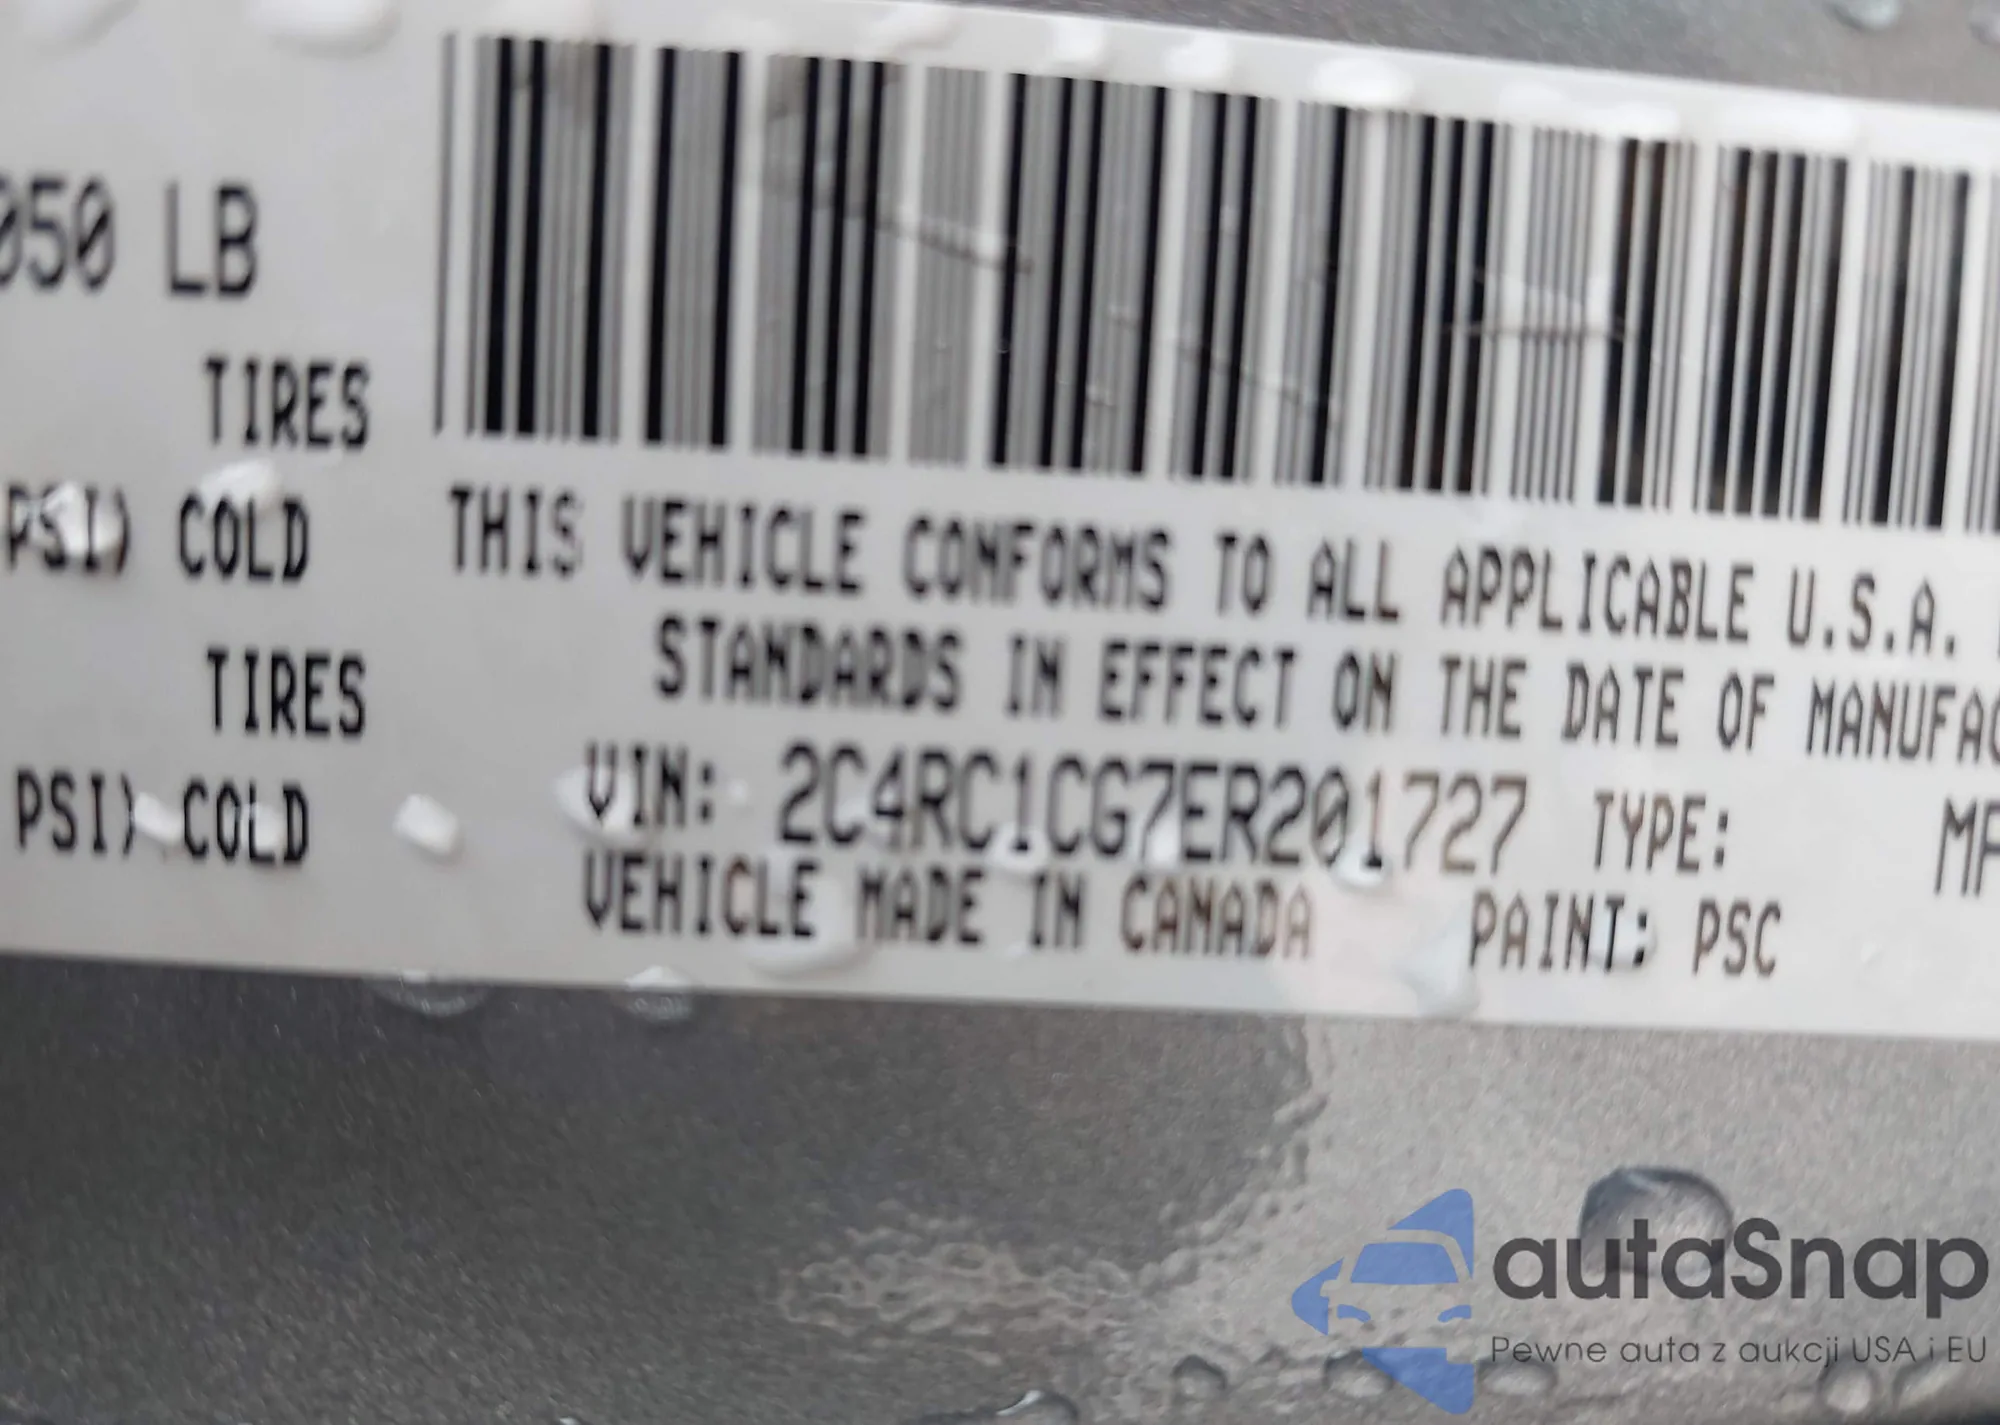 050 LB
TIRES
PSI) COLD
TIRES
PSI) COLD
THIS VEHICLE CONFORMS TO ALL APPLICABLE U.S.A.
STANDARDS IN EFFECT ON THE DATE OF MANUFAC
VIN: 2C4RC1CG7ER201727 TYPE: MP
VEHICLE MADE IN CANADA PAINT: PSC
autaSnap
Pewne auta z aukcji USA i EU